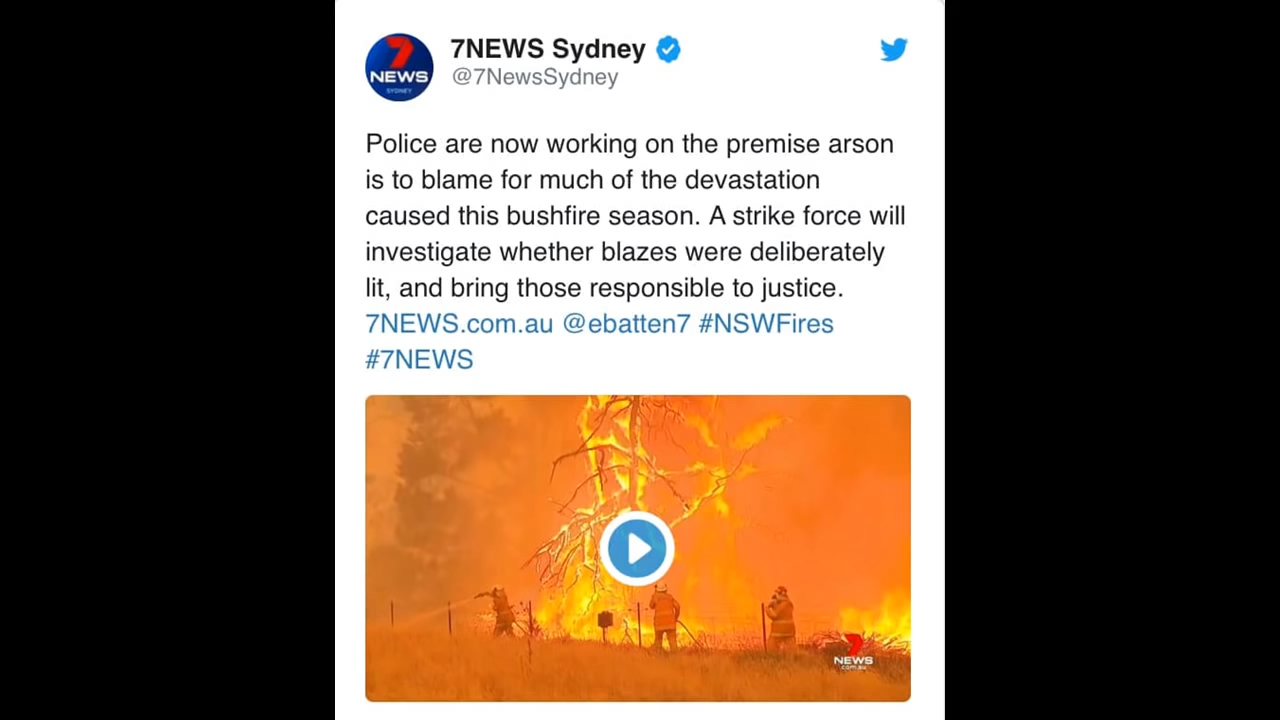 7NEWS Sydney
7
NEWS
SYDNEY
@7NewsSydney
Police are now working on the premise arson
is to blame for much of the devastation
caused this bushfire season. A strike force will
investigate whether blazes were deliberately
lit, and bring those responsible to justice.
7NEWS.com.au @ebatten7 #NSWFires
#7NEWS
7
NEWS
com.au